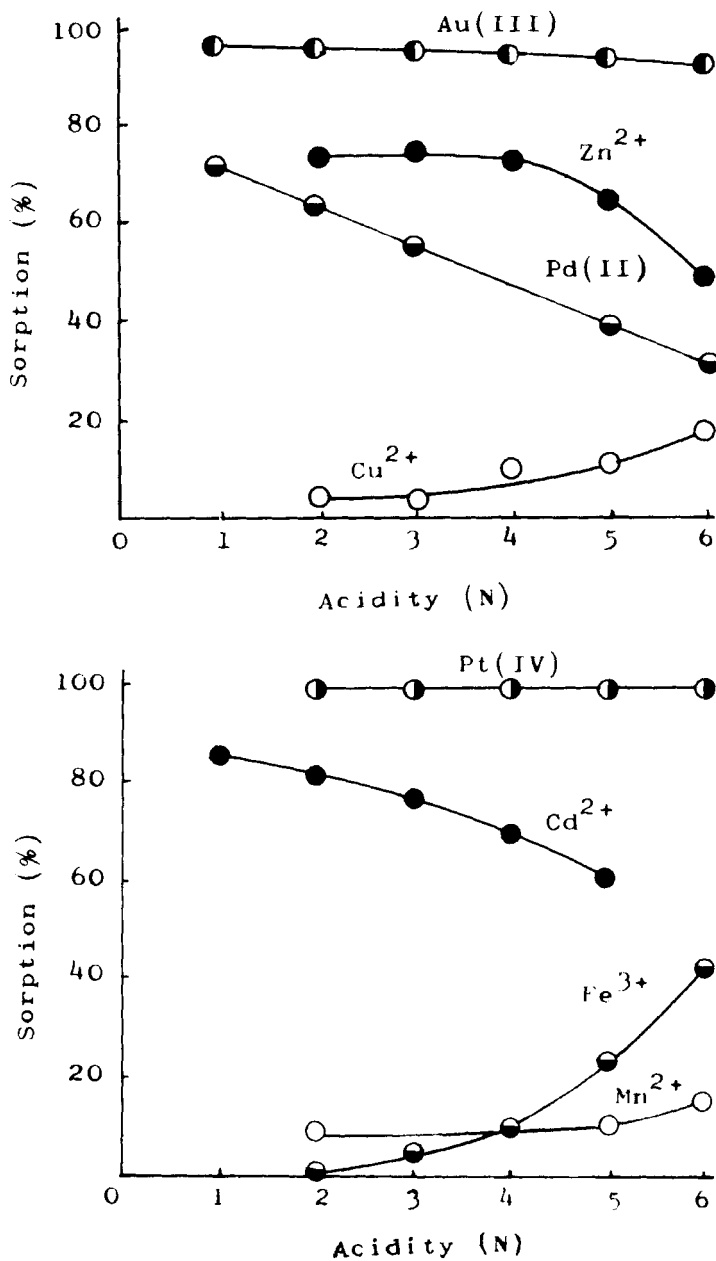 100
Au(III)
80
Zn2+
60
Pd(II)
40
20
Cu2+
Sorption (%)
0 1 2 3 4 5 6
Acidity (N)
Pt(IV)
100
80
Cd2+
60
40
Fe3+
20
Mn2+
Sorption (%)
0 1 2 3 4 5 6
Acidity (N)